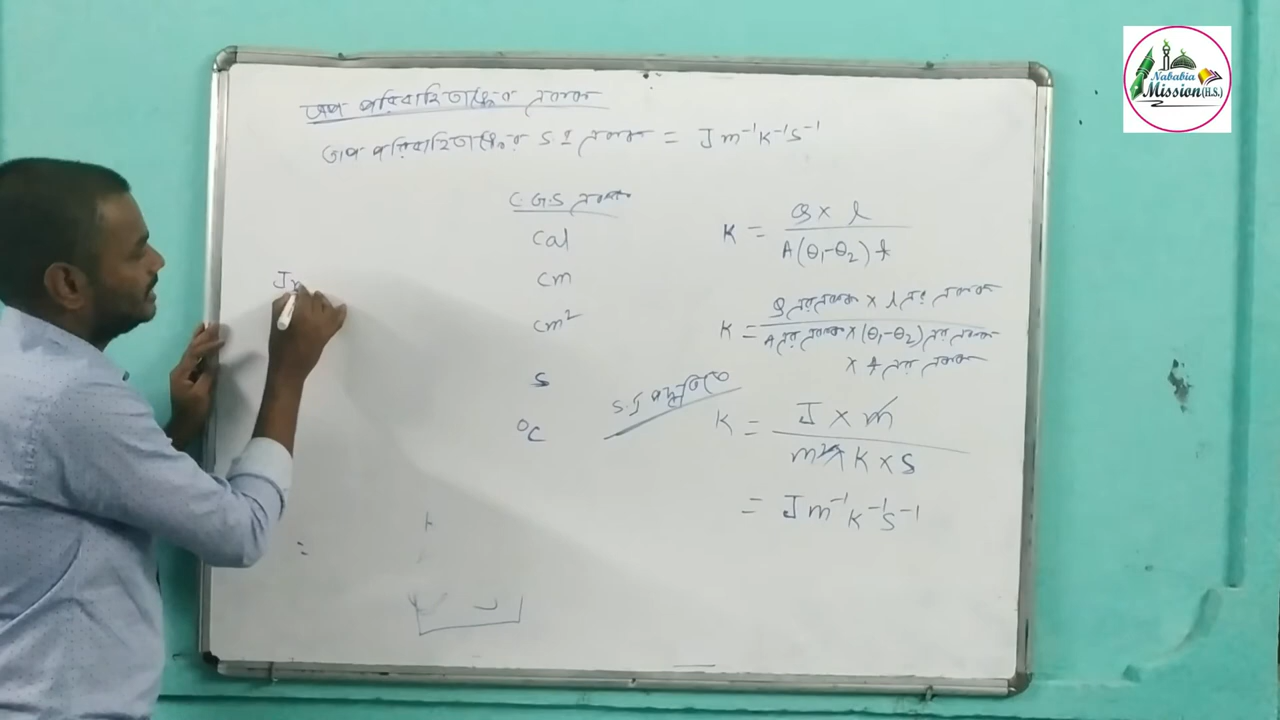 তাপ পরিবাহিতাঙ্কের একক
তাপ পরিবাহিতাঙ্কের S.I একক = J m⁻¹ K⁻¹ S⁻¹
C.G.S একক
Cal
cm
cm²
S
°C
J
K = Q × l / A(θ₁-θ₂) t
K = Q এর একক × l এর একক / A এর একক × (θ₁-θ₂) এর একক × t এর একক
S.I পদ্ধতিতে
K = J × m / m² × K × S
= J m⁻¹ K⁻¹ S⁻¹
Nababia
Mission (H.S.)